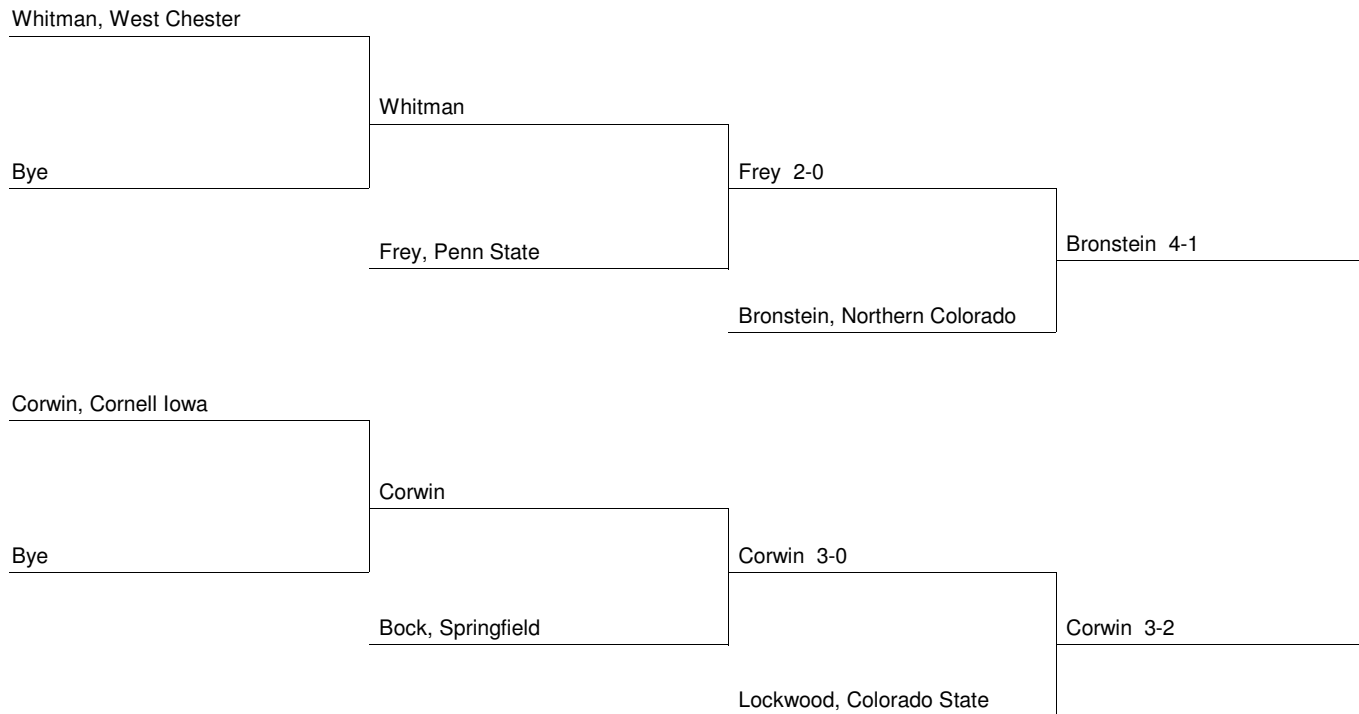 Whitman, West Chester
Whitman
Bye
Frey 2-0
Frey, Penn State
Bronstein 4-1
Bronstein, Northern Colorado
Corwin, Cornell Iowa
Corwin
Bye
Corwin 3-0
Bock, Springfield
Corwin 3-2
Lockwood, Colorado State